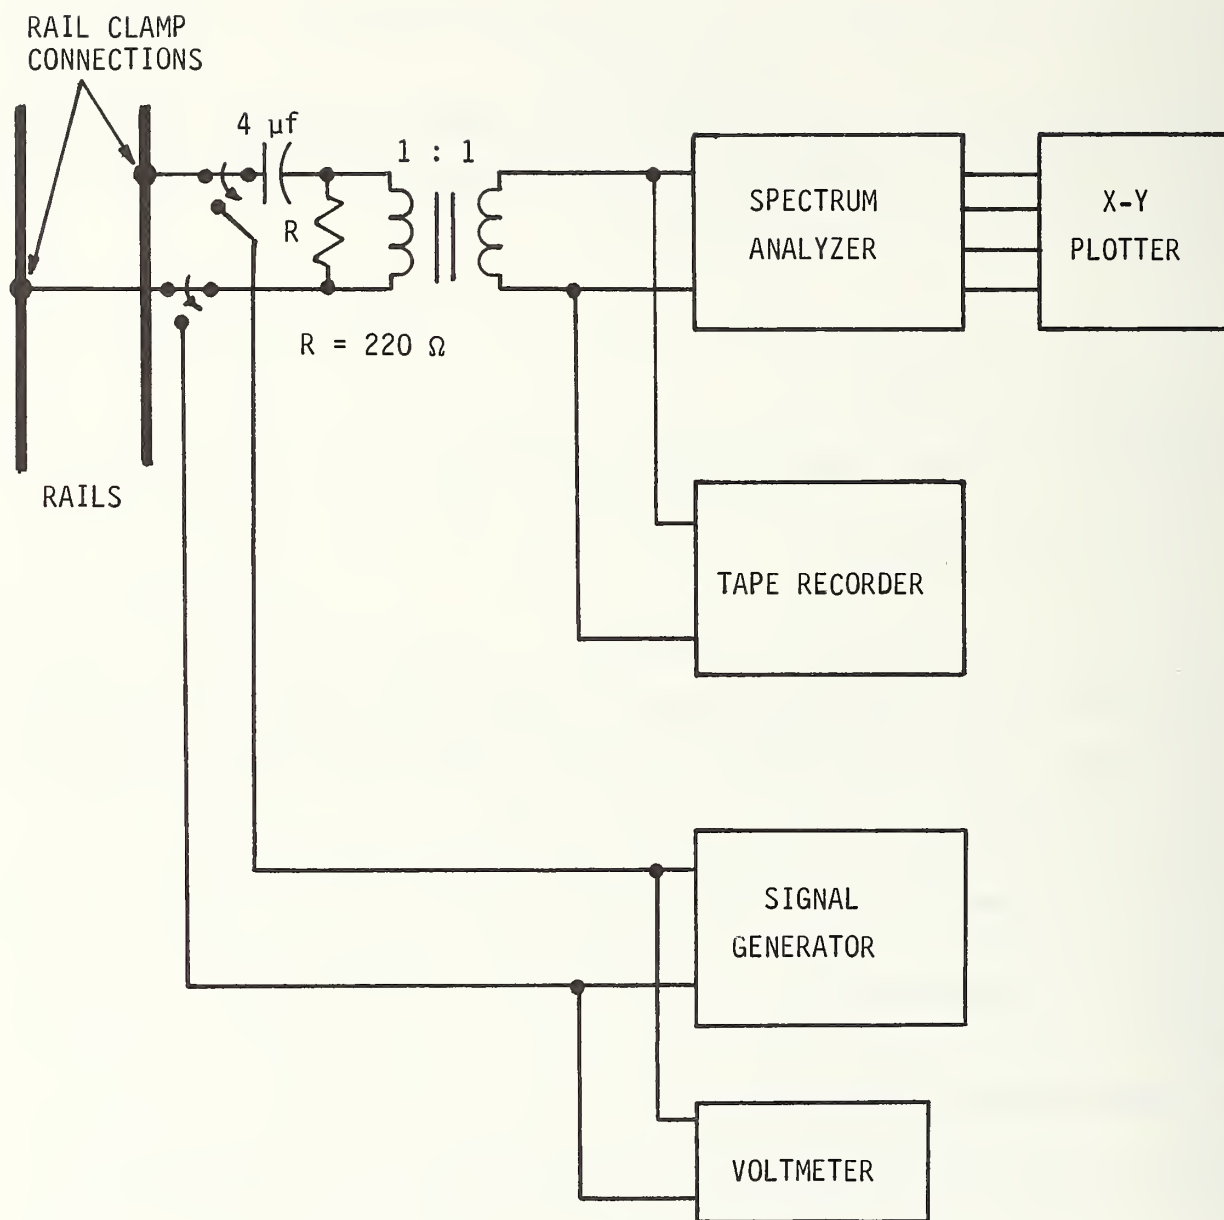 RAIL CLAMP
CONNECTIONS
4 µf
1 : 1
R
R = 220 Ω
RAILS
SPECTRUM
ANALYZER
X-Y
PLOTTER
TAPE RECORDER
SIGNAL
GENERATOR
VOLTMETER